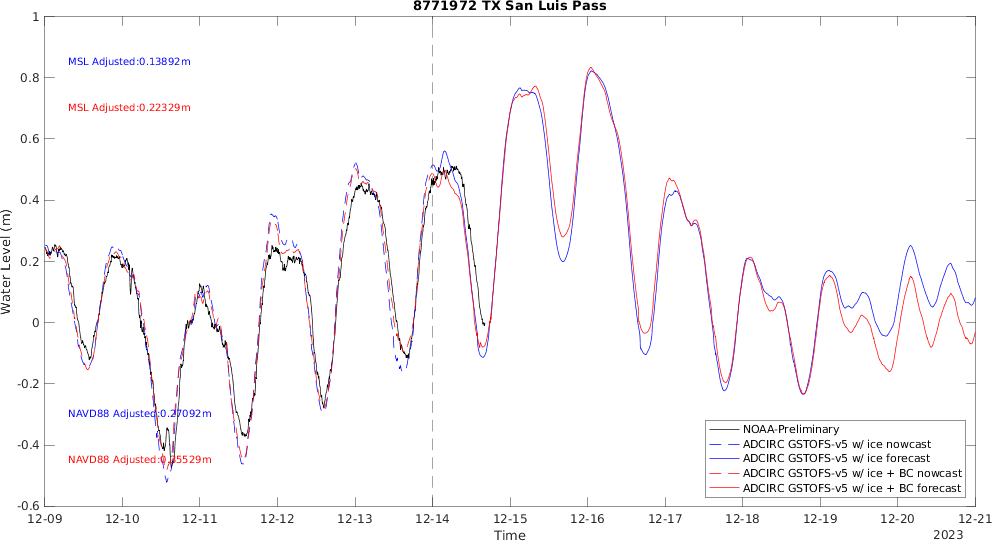 8771972 TX San Luis Pass
MSL Adjusted:0.13892m
MSL Adjusted:0.22329m
NAVD88 Adjusted:0.27092m
NAVD88 Adjusted:0.35529m
Water Level (m)
1
0.8
0.6
0.4
0.2
0
-0.2
-0.4
-0.6
NOAA-Preliminary
ADCIRC GSTOFS-v5 w/ ice nowcast
ADCIRC GSTOFS-v5 w/ ice forecast
ADCIRC GSTOFS-v5 w/ ice + BC nowcast
ADCIRC GSTOFS-v5 w/ ice + BC forecast
12-09 12-10 12-11 12-12 12-13 12-14 12-15 12-16 12-17 12-18 12-19 12-20 12-21
Time
2023